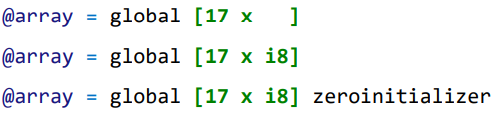 @array = global [17 x   ]
@array = global [17 x i8]
@array = global [17 x i8] zeroinitializer